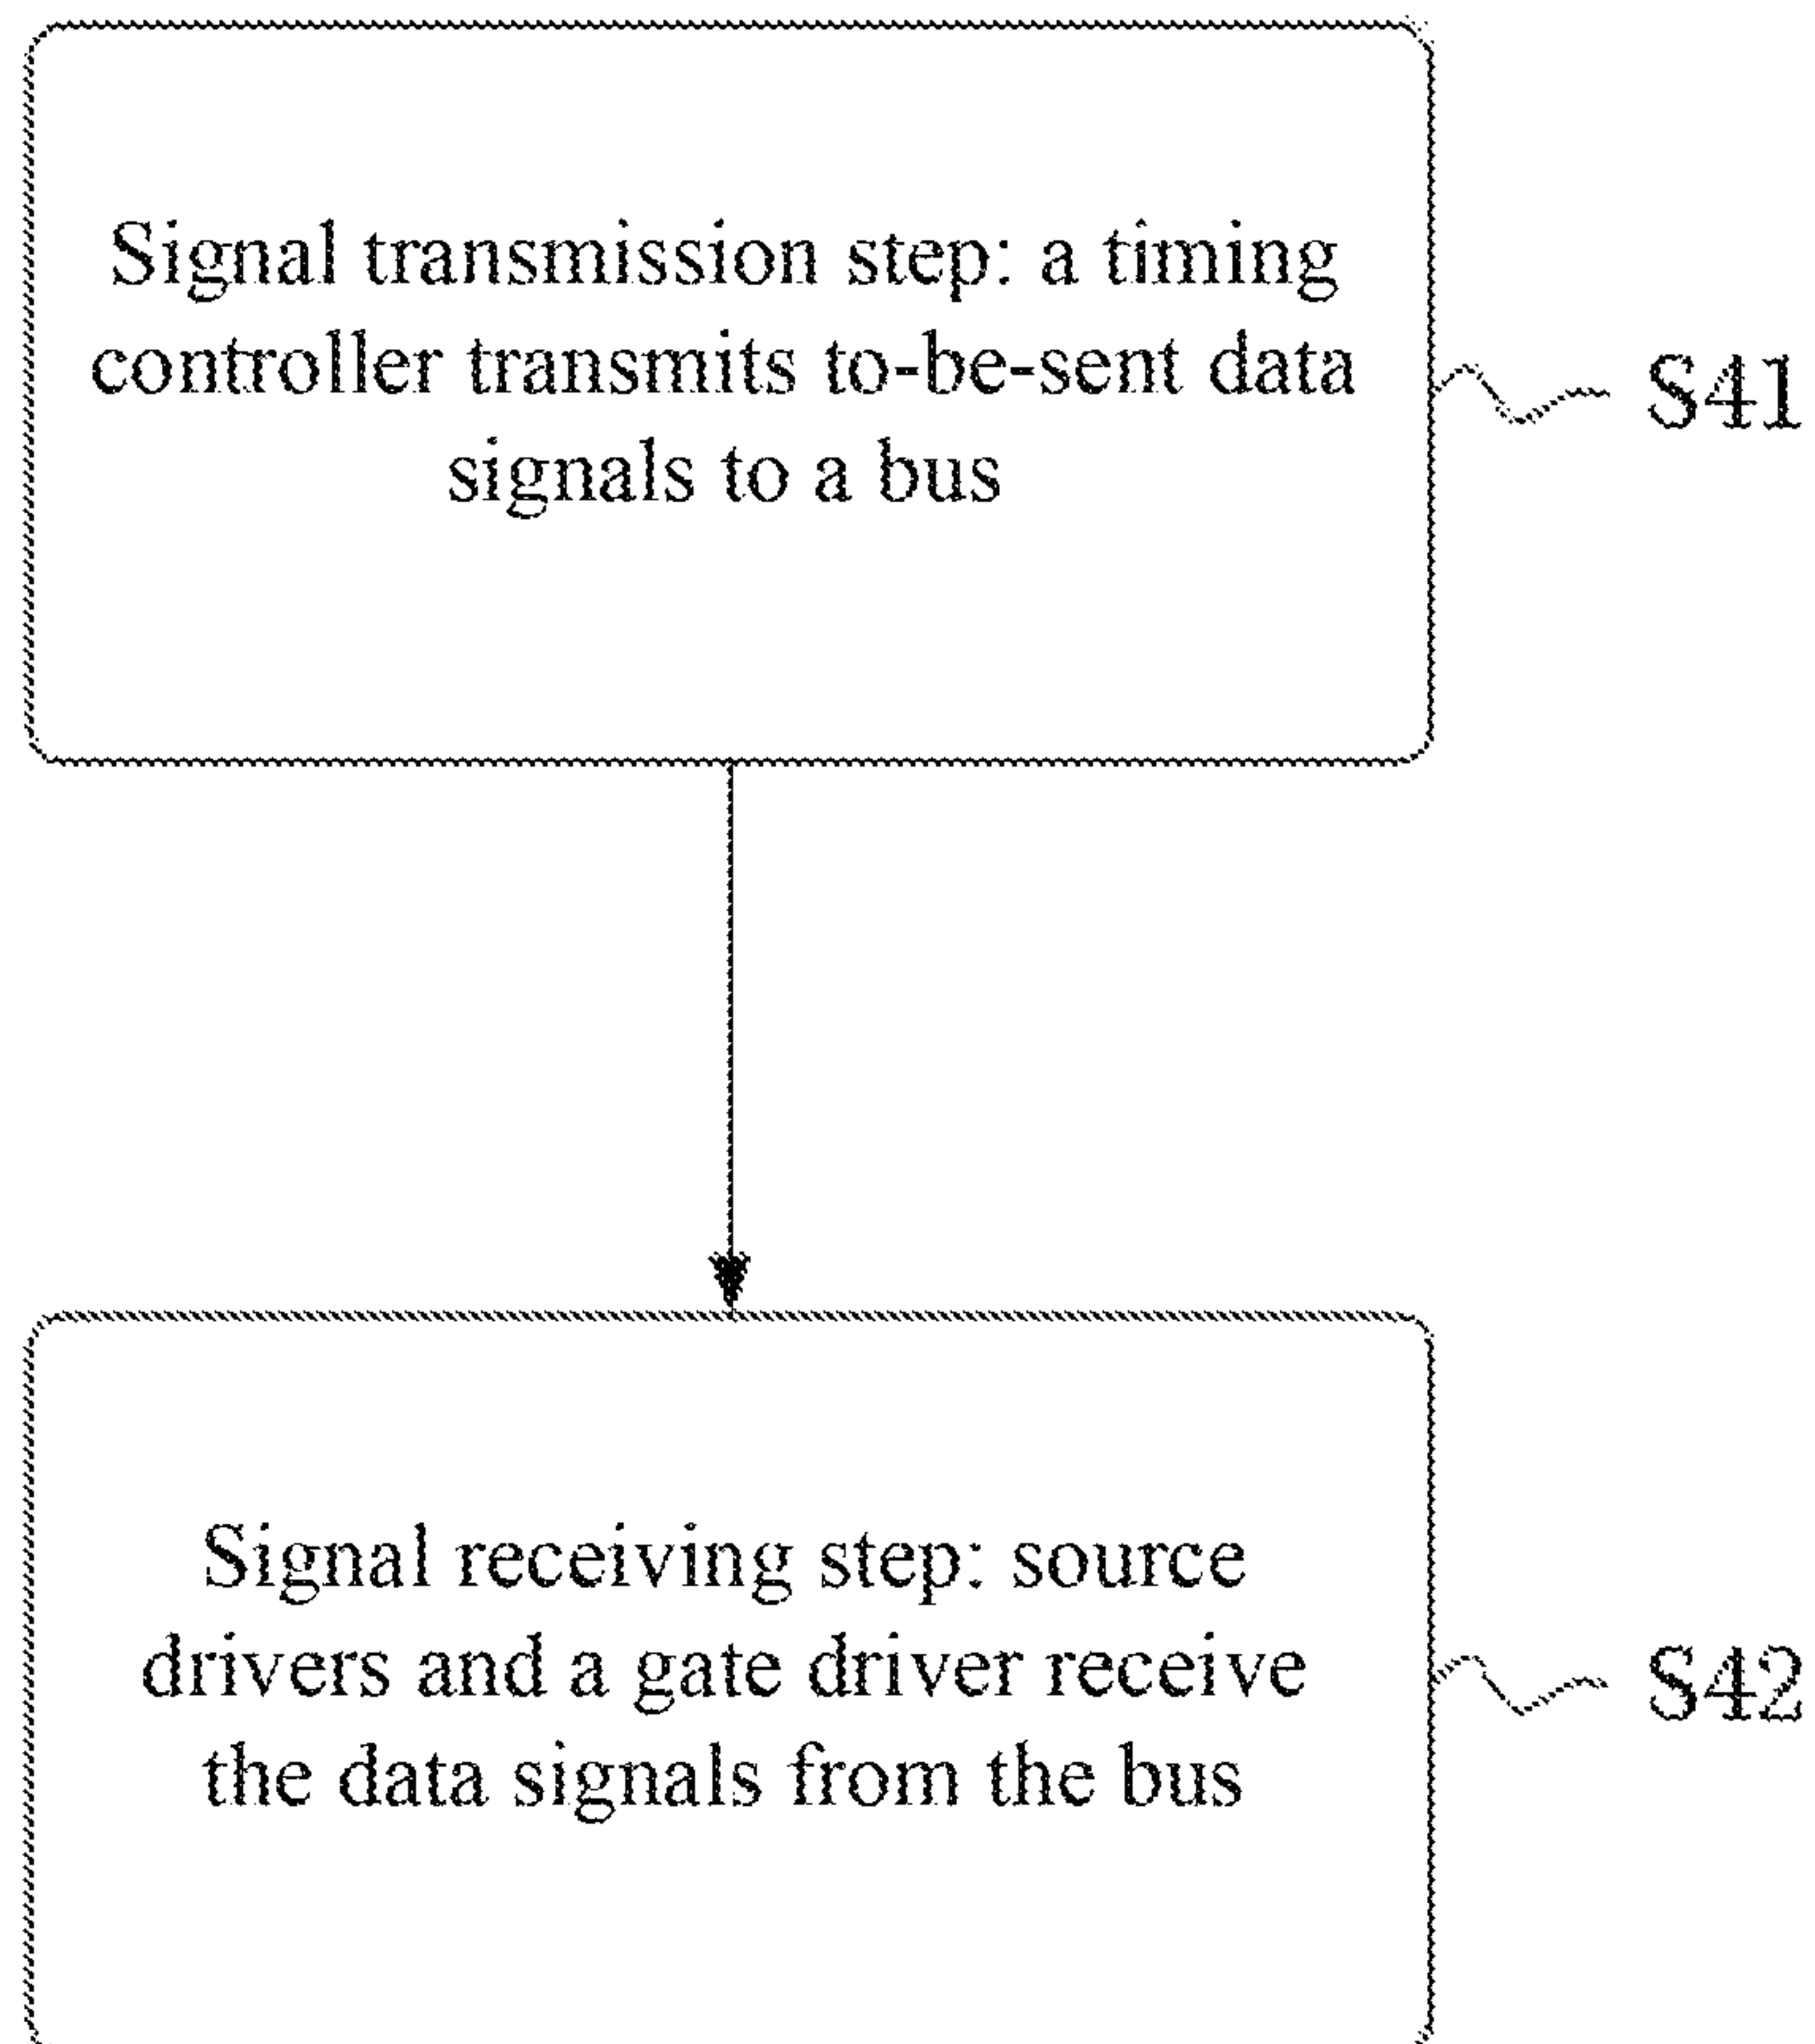 Signal transmission step: a timing
controller transmits to-be-sent data
signals to a bus
S41
Signal receiving step: source
drivers and a gate driver receive
the data signals from the bus
S42